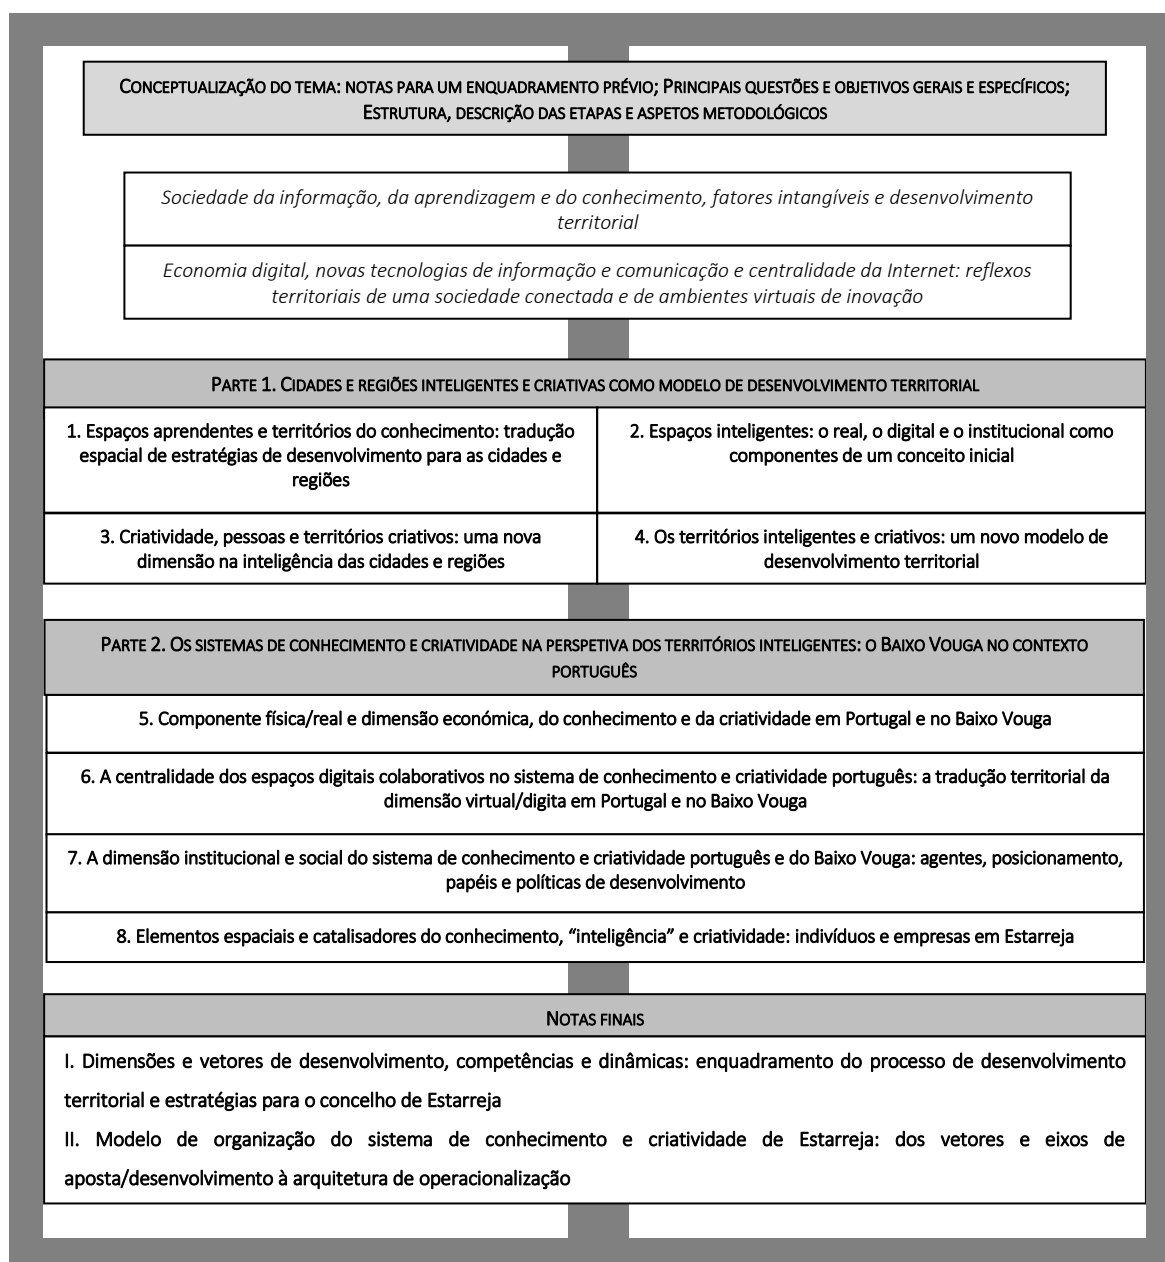 CONCEPTUALIZAÇÃO DO TEMA: NOTAS PARA UM ENQUADRAMENTO PRÉVIO; PRINCIPAIS QUESTÕES E OBJETIVOS GERAIS E ESPECÍFICOS;
ESTRUTURA, DESCRIÇÃO DAS ETAPAS E ASPETOS METODOLÓGICOS
Sociedade da informação, da aprendizagem e do conhecimento, fatores intangíveis e desenvolvimento
territorial
Economia digital, novas tecnologias de informação e comunicação e centralidade da Internet: reflexos
territoriais de uma sociedade conectada e de ambientes virtuais de inovação
PARTE 1. CIDADES E REGIÕES INTELIGENTES E CRIATIVAS COMO MODELO DE DESENVOLVIMENTO TERRITORIAL
1. Espaços aprendentes e territórios do conhecimento: tradução
espacial de estratégias de desenvolvimento para as cidades e
regiões
2. Espaços inteligentes: o real, o digital e o institucional como
componentes de um conceito inicial
3. Criatividade, pessoas e territórios criativos: uma nova
dimensão na inteligência das cidades e regiões
4. Os territórios inteligentes e criativos: um novo modelo de
desenvolvimento territorial
PARTE 2. OS SISTEMAS DE CONHECIMENTO E CRIATIVIDADE NA PERSPETIVA DOS TERRITÓRIOS INTELIGENTES: O BAIXO VOUGA NO CONTEXTO
PORTUGUÊS
5. Componente física/real e dimensão económica, do conhecimento e da criatividade em Portugal e no Baixo Vouga
6. A centralidade dos espaços digitais colaborativos no sistema de conhecimento e criatividade português: a tradução territorial da
dimensão virtual/digita em Portugal e no Baixo Vouga
7. A dimensão institucional e social do sistema de conhecimento e criatividade português e do Baixo Vouga: agentes, posicionamento,
papéis e políticas de desenvolvimento
8. Elementos espaciais e catalisadores do conhecimento, “inteligência” e criatividade: indivíduos e empresas em Estarreja
NOTAS FINAIS
I. Dimensões e vetores de desenvolvimento, competências e dinâmicas: enquadramento do processo de desenvolvimento
territorial e estratégias para o concelho de Estarreja
II. Modelo de organização do sistema de conhecimento e criatividade de Estarreja: dos vetores e eixos de
aposta/desenvolvimento à arquitetura de operacionalização